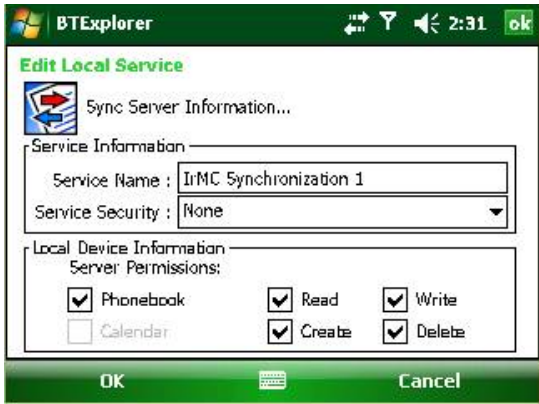 BTExplorer 2:31 ok
Edit Local Service
Sync Server Information...
Service Information
Service Name : IrMC Synchronization 1
Service Security : None
Local Device Information
Server Permissions:
Phonebook Read Write
Calendar Create Delete
OK Cancel